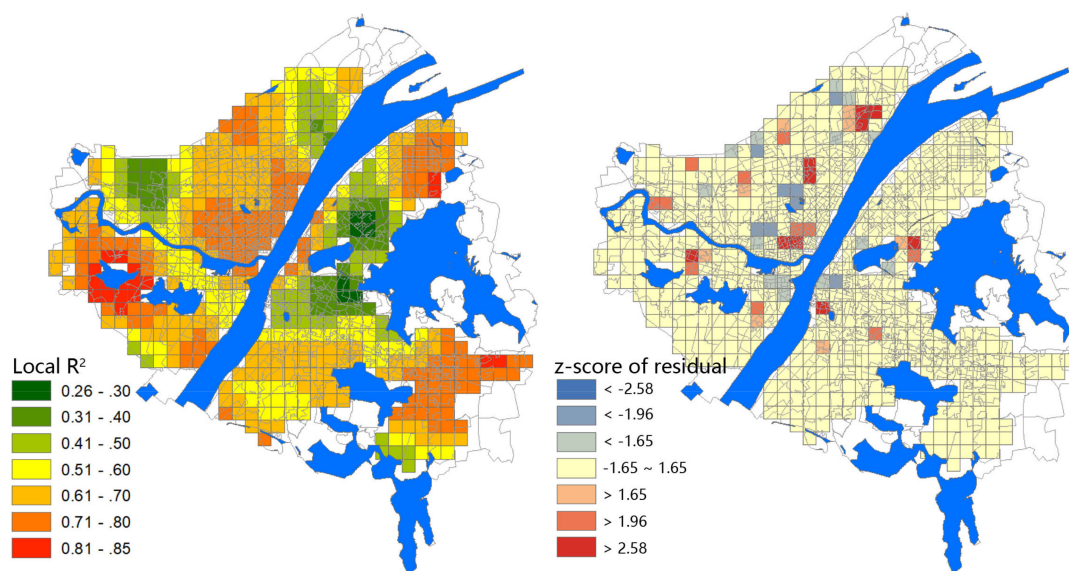 Local R²
0.26 - .30
0.31 - .40
0.41 - .50
0.51 - .60
0.61 - .70
0.71 - .80
0.81 - .85
z-score of residual
< -2.58
< -1.96
< -1.65
-1.65 ~ 1.65
> 1.65
> 1.96
> 2.58